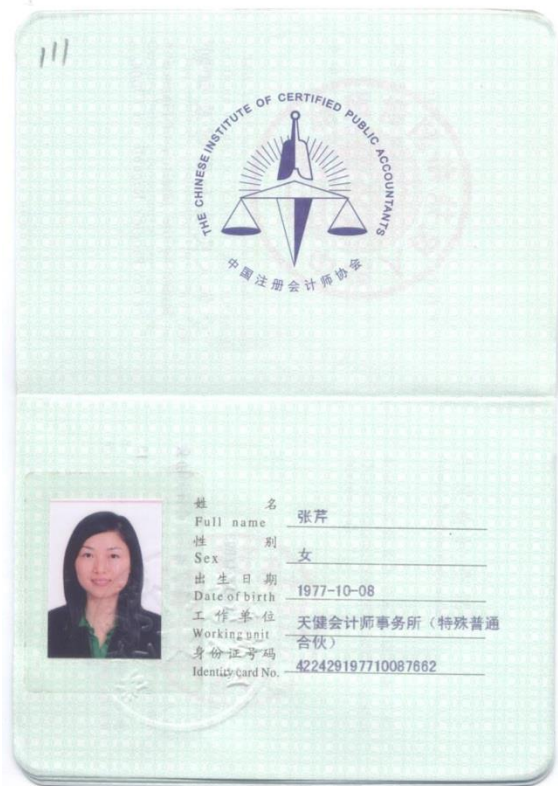 111
THE CHINESE INSTITUTE OF CERTIFIED PUBLIC ACCOUNTANTS
中国注册会计师协会
姓 名 张芹
Full name
性 别 女
Sex
出生日期 1977-10-08
Date of birth
工作单位 天健会计师事务所（特殊普通
Working unit 合伙）
身份证号码 422429197710087662
Identity card No.